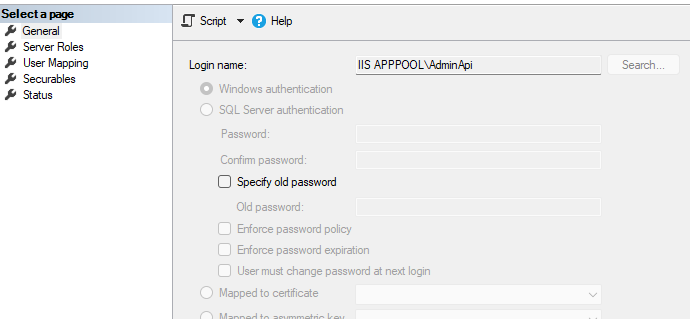 Select a page
General
Server Roles
User Mapping
Securables
Status
Script
Help
Login name: IIS APPPOOL\AdminApi Search...
Windows authentication
SQL Server authentication
Password:
Confirm password:
Specify old password
Old password:
Enforce password policy
Enforce password expiration
User must change password at next login
Mapped to certificate
Mapped to asymmetric key